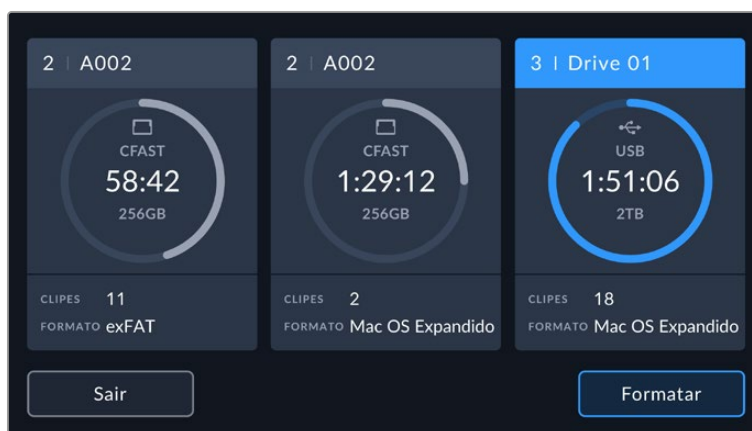 2 | A002
CFAST
58:42
256GB
CLIPES 11
FORMATO exFAT
2 | A002
CFAST
1:29:12
256GB
CLIPES 2
FORMATO Mac OS Expandido
3 | Drive 01
USB
1:51:06
2TB
CLIPES 18
FORMATO Mac OS Expandido
Sair
Formatar